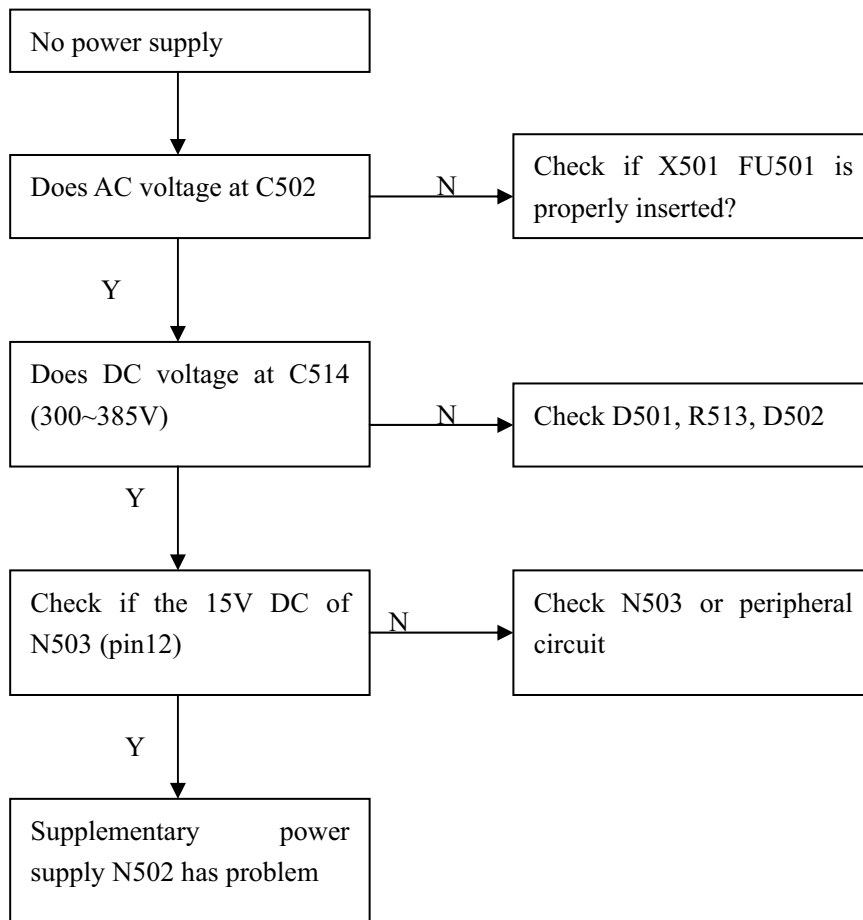 No power supply
Does AC voltage at C502
N
Check if X501 FU501 is
properly inserted?
Y
Does DC voltage at C514
(300~385V)
N
Check D501, R513, D502
Y
Check if the 15V DC of
N503 (pin12)
N
Check N503 or peripheral
circuit
Y
Supplementary power
supply N502 has problem